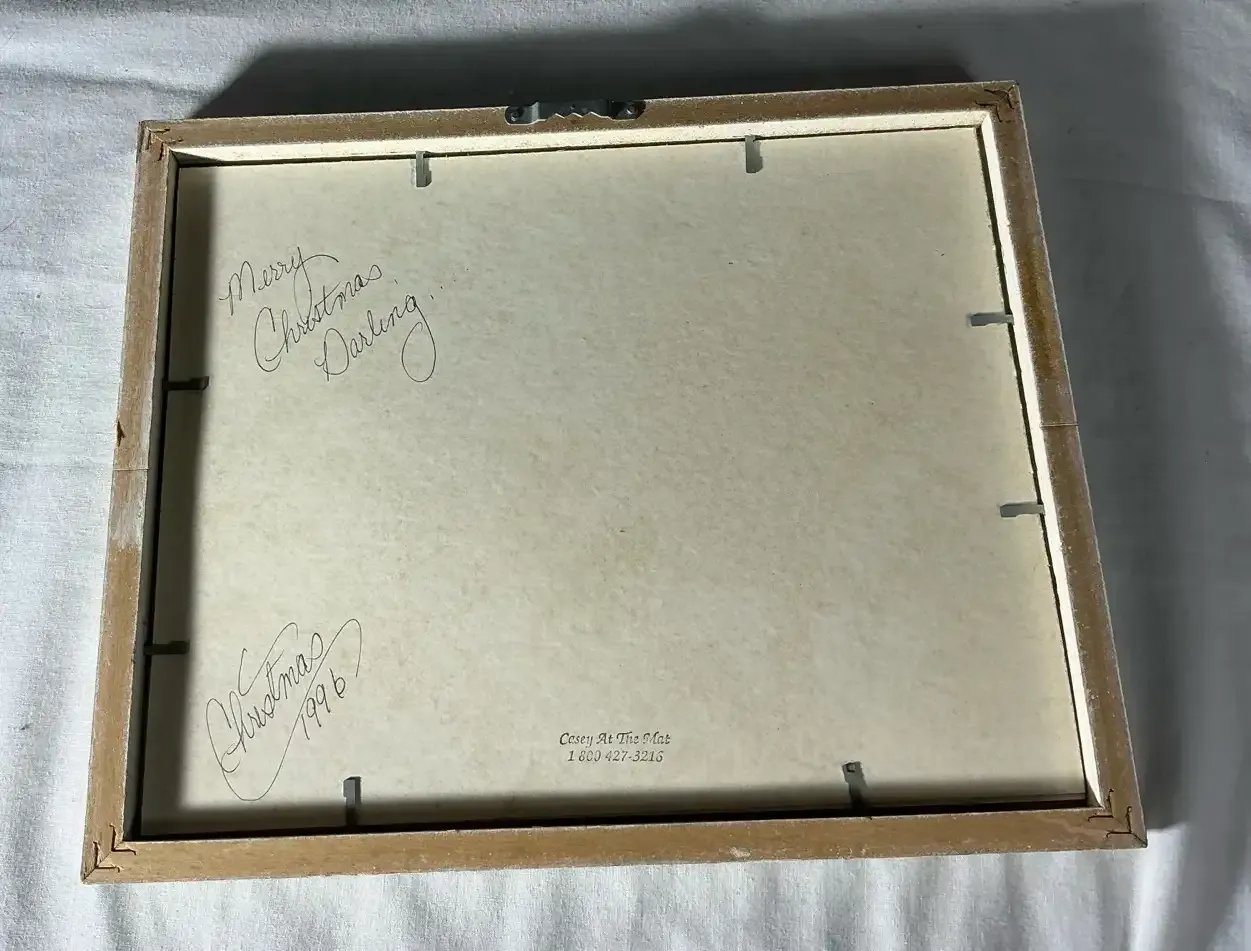 Merry
Christmas,
Darling...
Christmas
1996
Casey At The Mat
1 800 427-3216